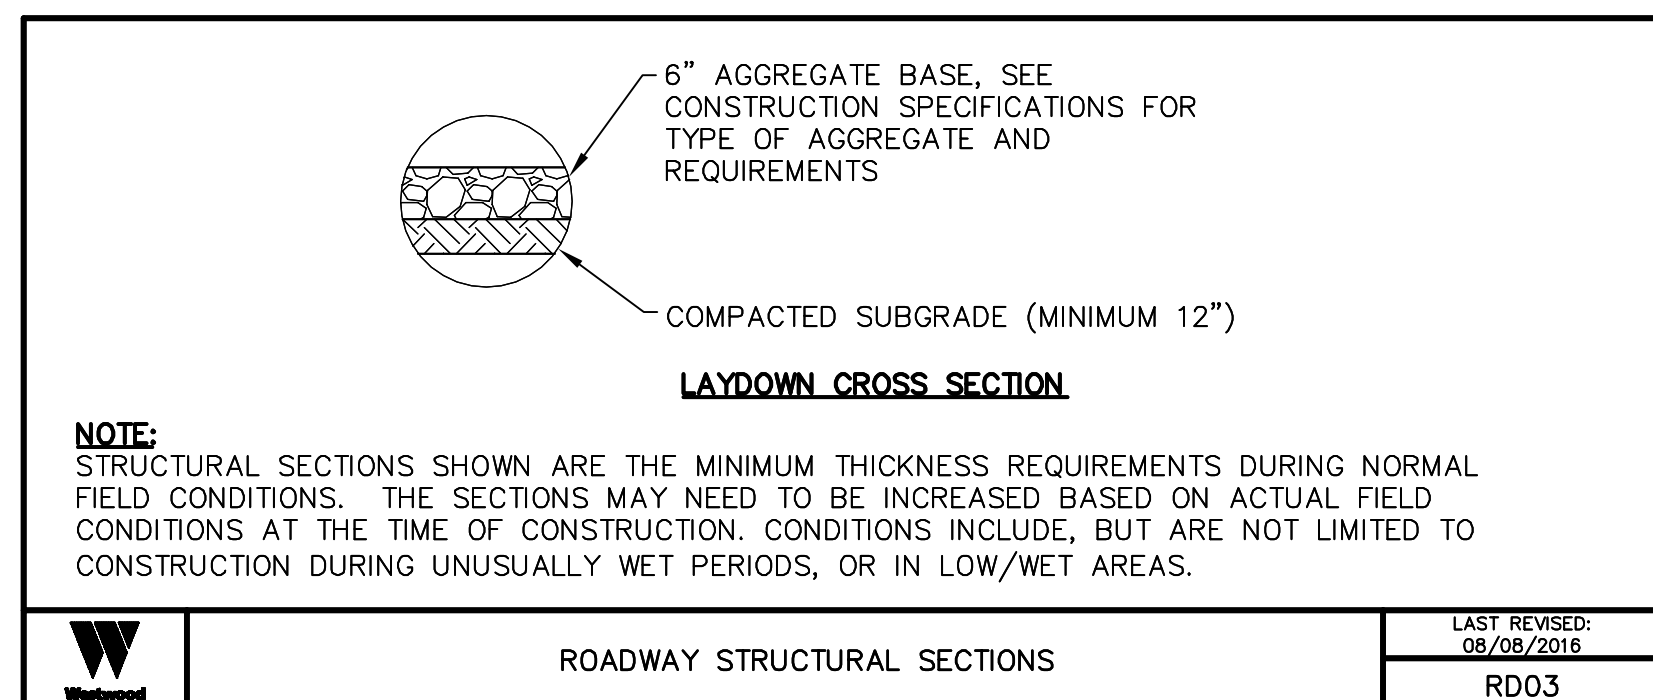 6” AGGREGATE BASE, SEE
CONSTRUCTION SPECIFICATIONS FOR
TYPE OF AGGREGATE AND
REQUIREMENTS
COMPACTED SUBGRADE (MINIMUM 12”)
LAYDOWN CROSS SECTION
NOTE:
STRUCTURAL SECTIONS SHOWN ARE THE MINIMUM THICKNESS REQUIREMENTS DURING NORMAL
FIELD CONDITIONS. THE SECTIONS MAY NEED TO BE INCREASED BASED ON ACTUAL FIELD
CONDITIONS AT THE TIME OF CONSTRUCTION. CONDITIONS INCLUDE, BUT ARE NOT LIMITED TO
CONSTRUCTION DURING UNUSUALLY WET PERIODS, OR IN LOW/WET AREAS.
Westwood
ROADWAY STRUCTURAL SECTIONS
LAST REVISED:
08/08/2016
RD03